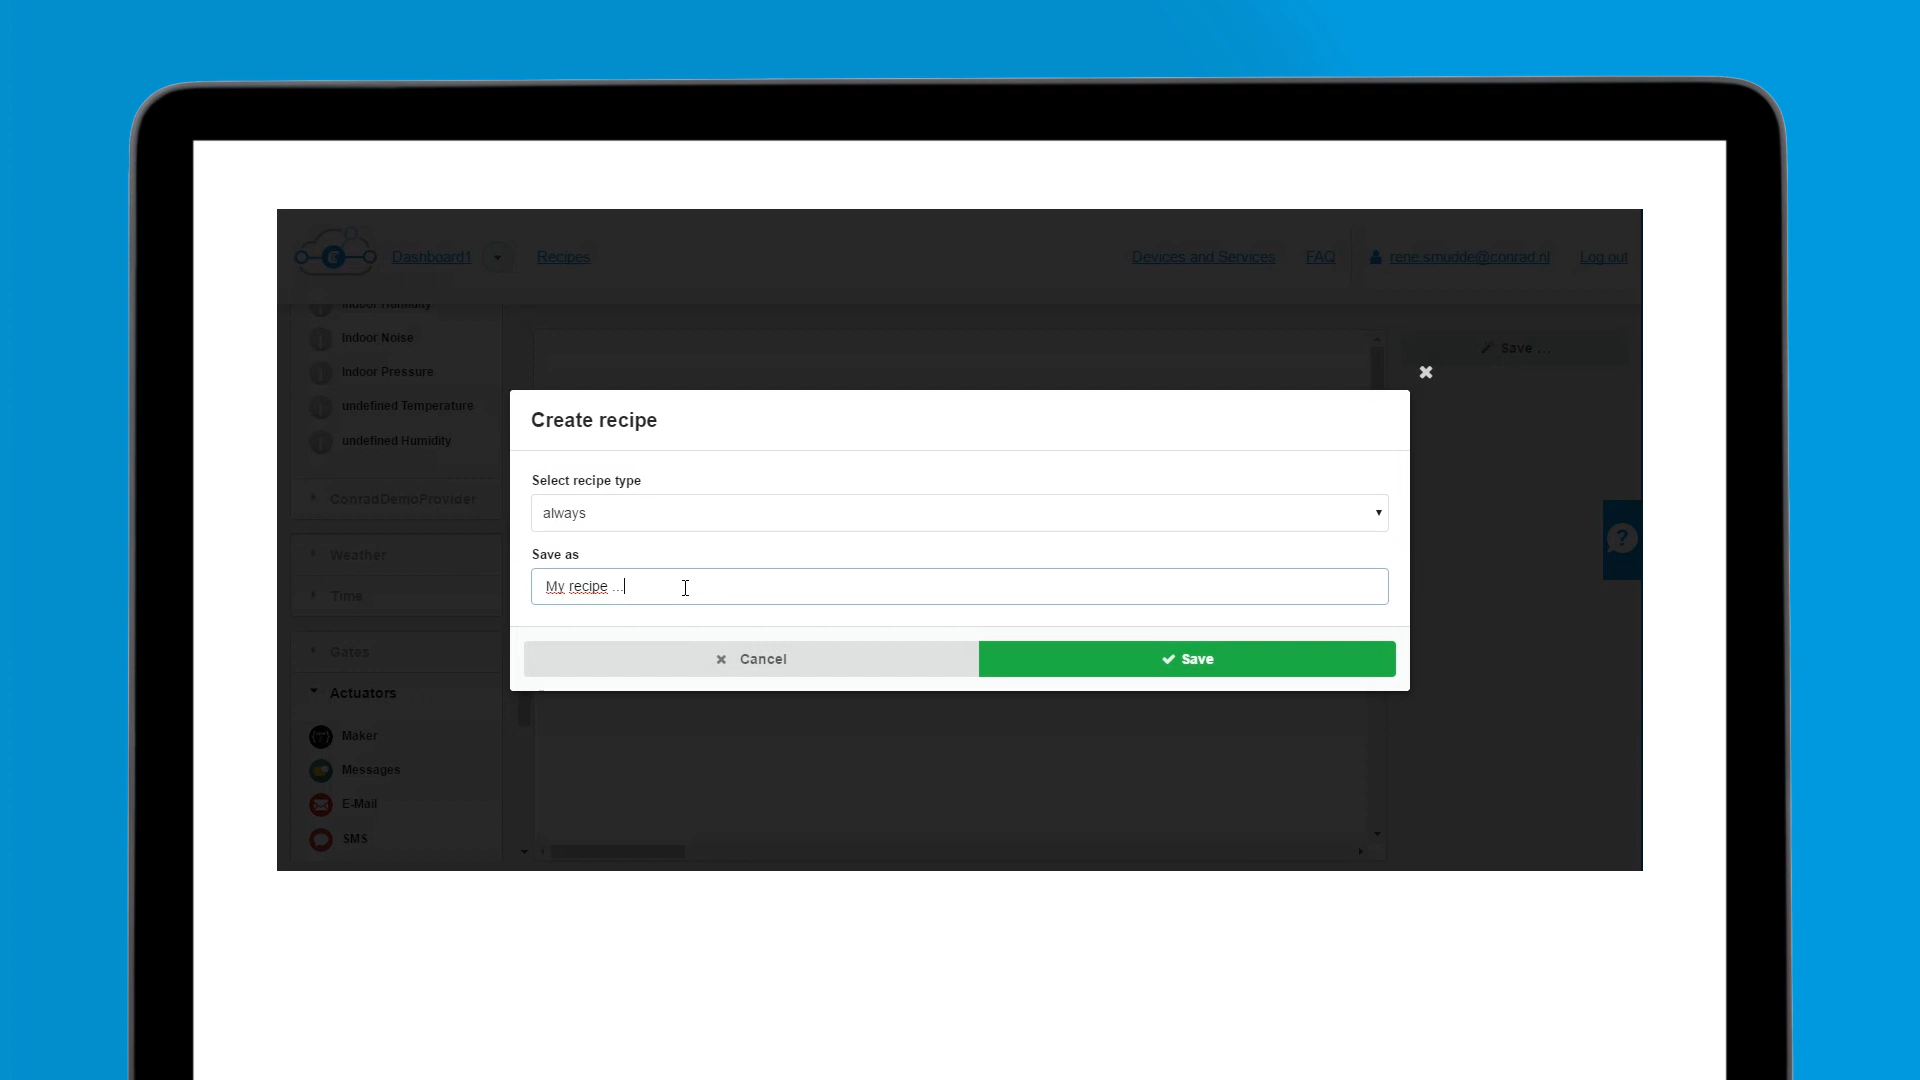 Dashboard1
Recipes
Devices and Services
FAQ
rene.smudde@conrad.nl
Log out
Indoor Humidity
Indoor Noise
Indoor Pressure
undefined Temperature
undefined Humidity
ConradDemoProvider
Weather
Time
Gates
Actuators
Maker
Messages
E-Mail
SMS
Save ...
Create recipe
Select recipe type
always
Save as
My recipe ...
Cancel
Save
?